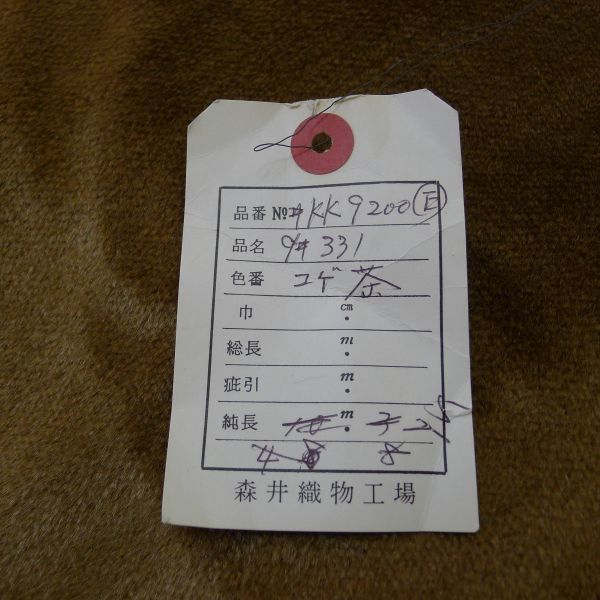 品番 № #KK9200 E
品名 9# 331
色番 コゲ茶
巾 cm
総長 m
疵引 m
純長 m
森井織物工場